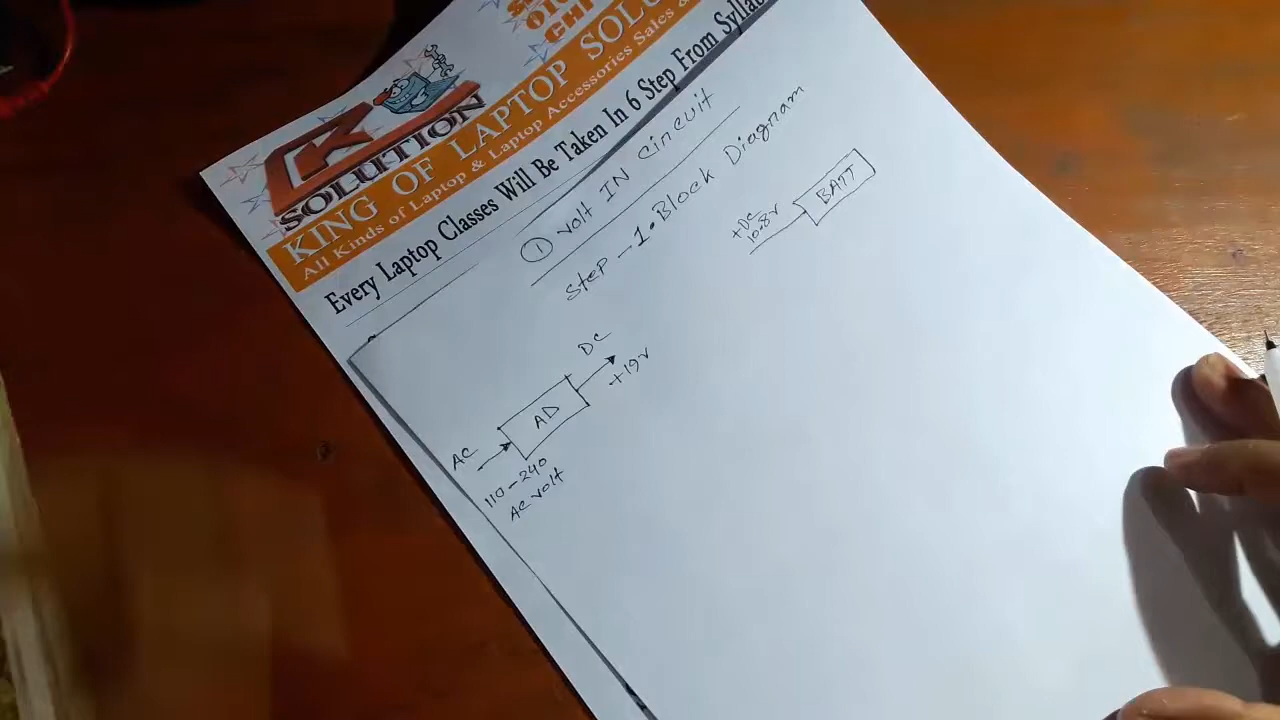 CK
SOLUTION
KING OF LAPTOP SOLU
All Kinds of Laptop & Laptop Accessories Sales &
Every Laptop Classes Will Be Taken In 6 Step From Syllab
① volt IN circuit
Step - 1. Block Diagram
+DC
10.8v
BATT
DC
+19v
AD
AC
110-240
AC volt